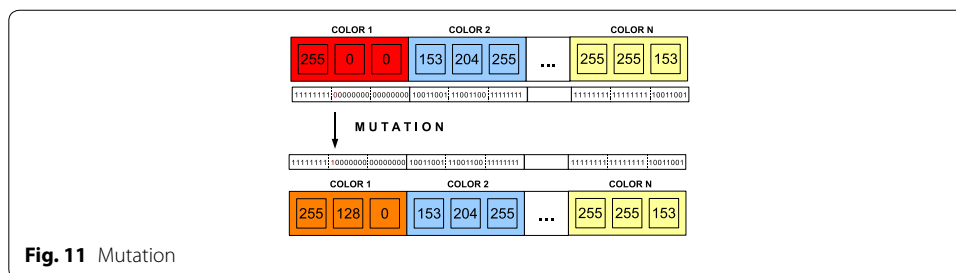 COLOR 1 COLOR 2 COLOR N
255 0 0 153 204 255 ... 255 255 153
11111111 00000000 00000000 10011001 11001100 11111111 11111111 11111111 10011001
MUTATION
11111111 10000000 00000000 10011001 11001100 11111111 11111111 11111111 10011001
COLOR 1 COLOR 2 COLOR N
255 128 0 153 204 255 ... 255 255 153
Fig. 11 Mutation